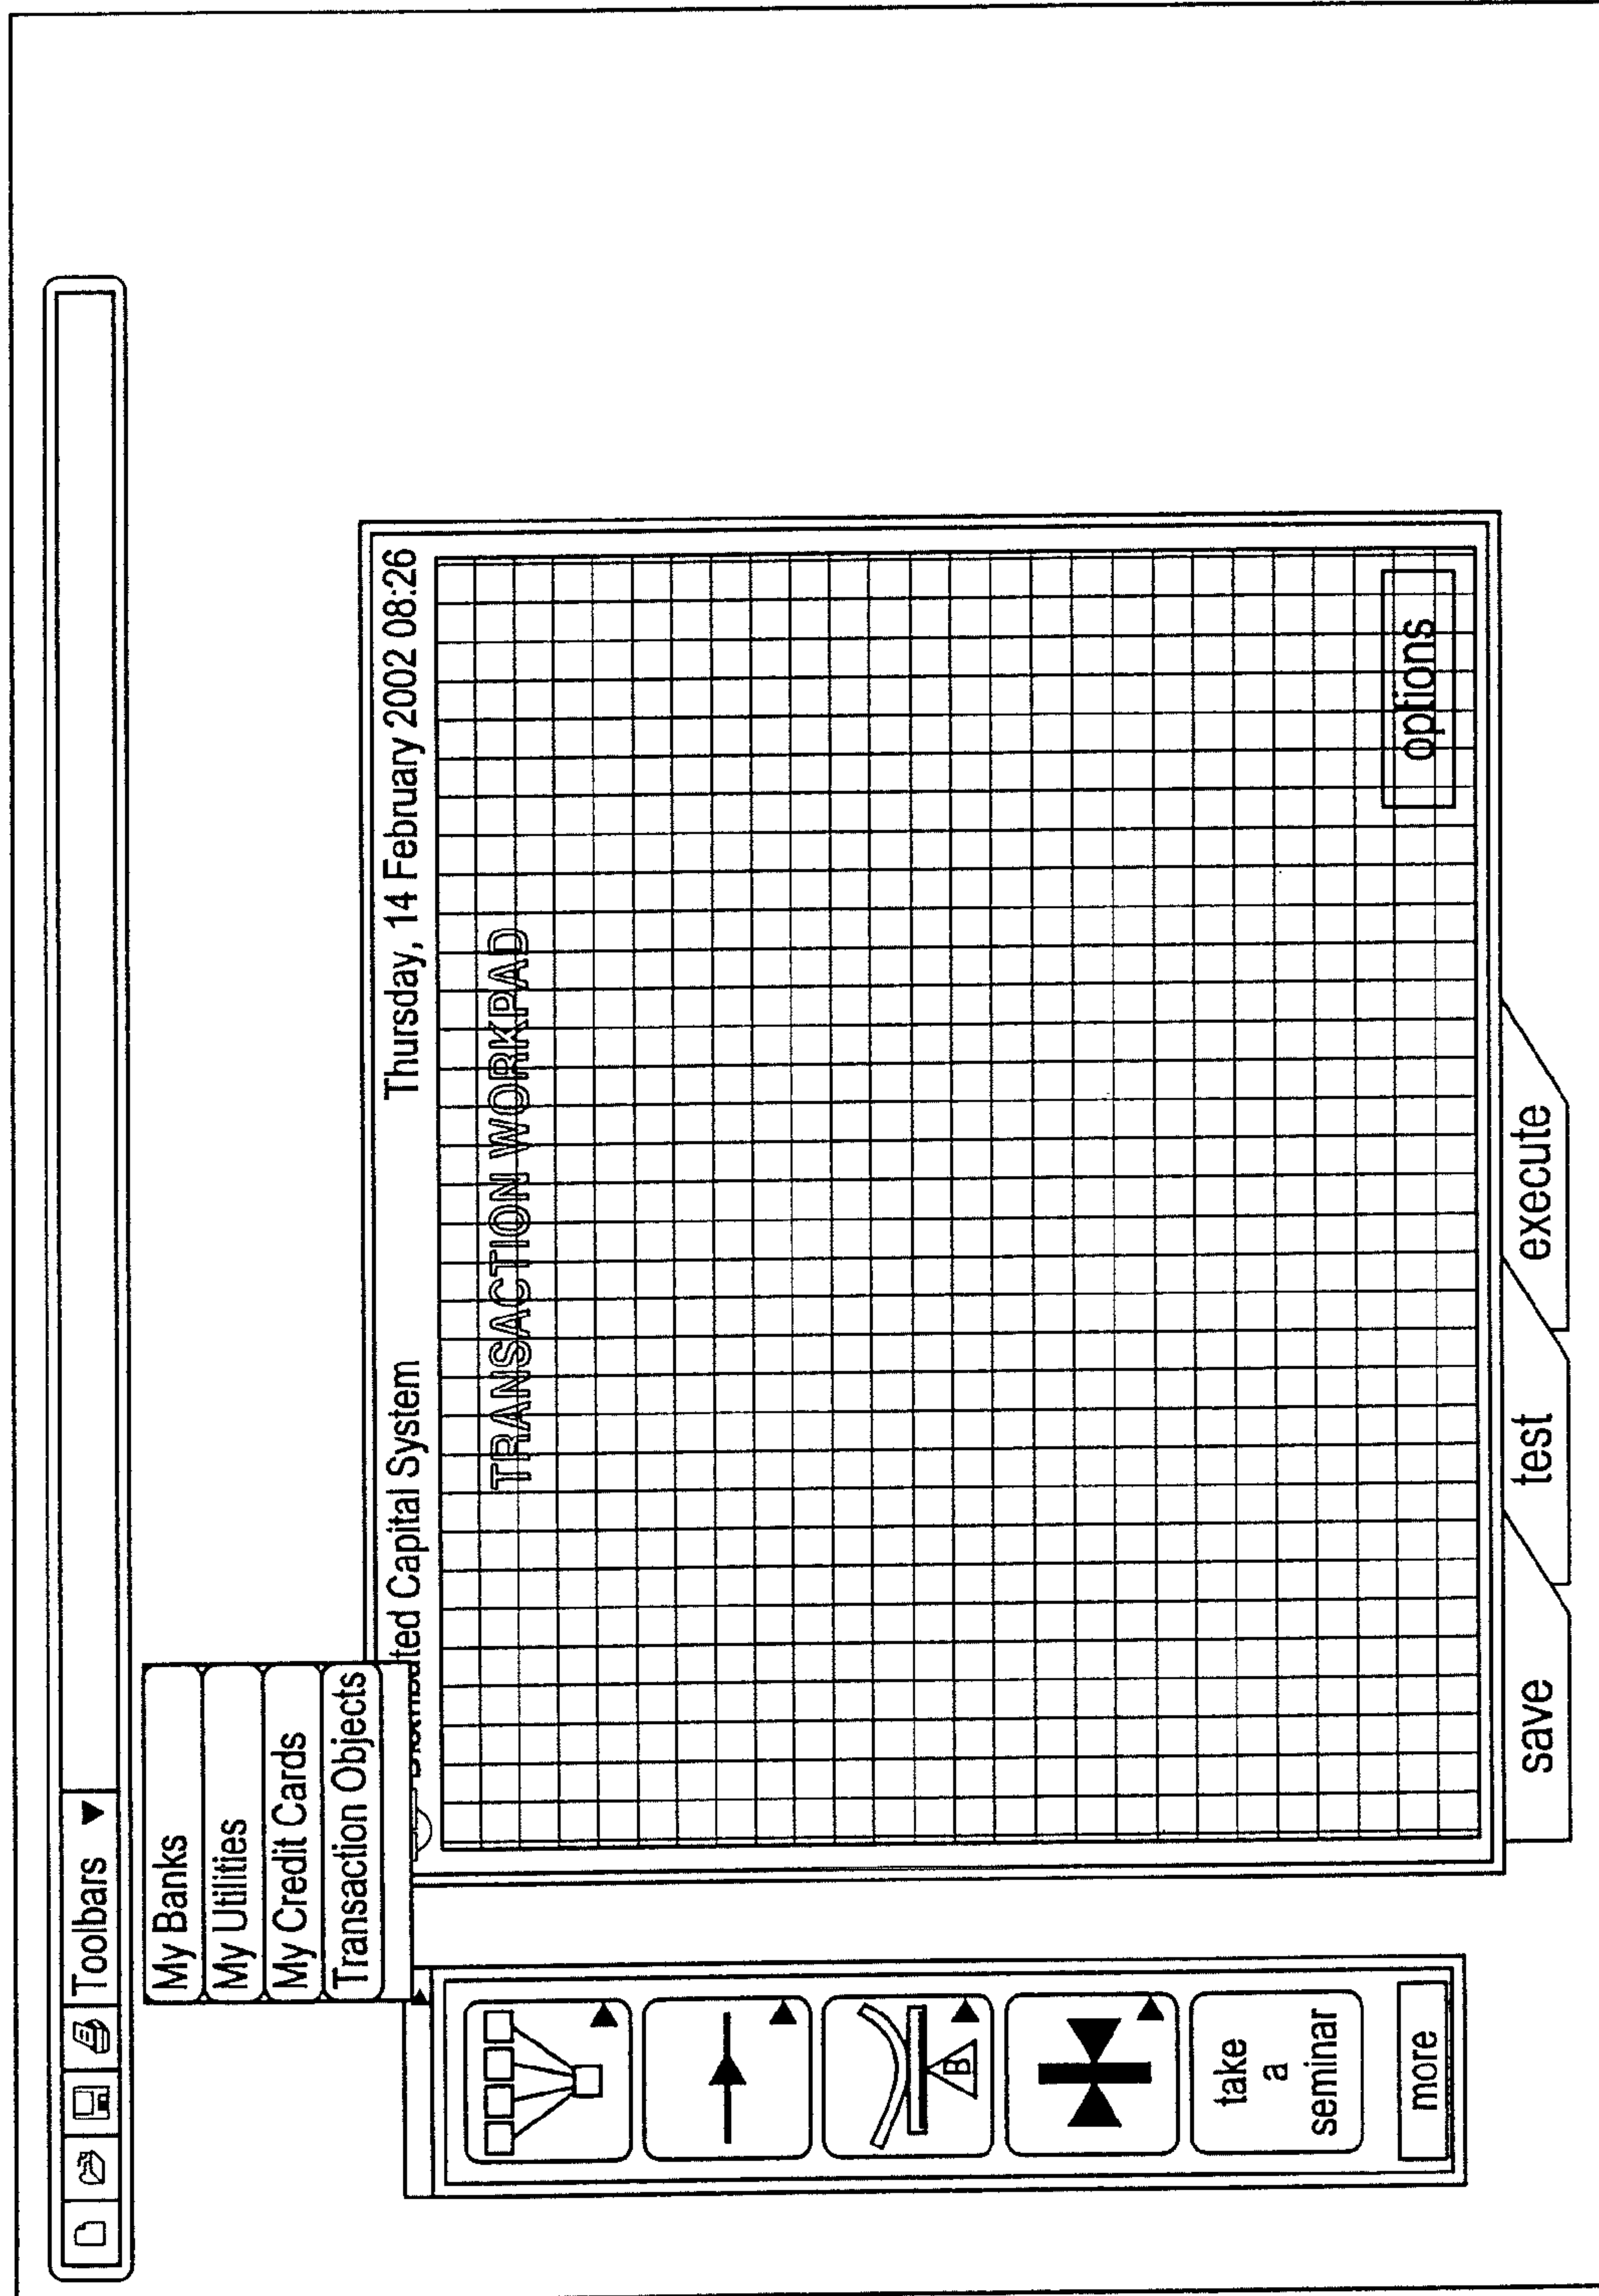 Toolbars
My Banks
My Utilities
My Credit Cards
Transaction Objects
Capital System
Thursday, 14 February 2002 08:26
TRANSACTION WORKPAD
B
take
a
seminar
more
options
save
test
execute